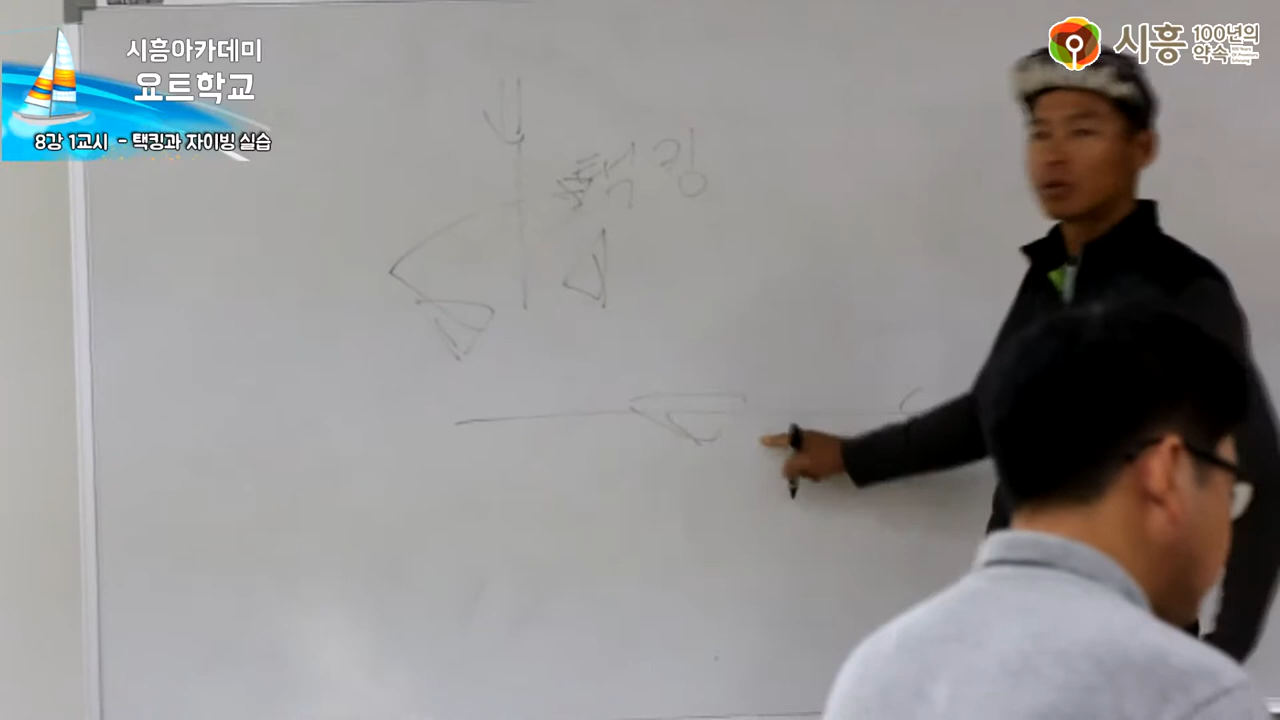 시흥아카데미
요트학교
8강 1교시 - 택킹과 자이빙 실습
시흥 100년의 약속
택킹